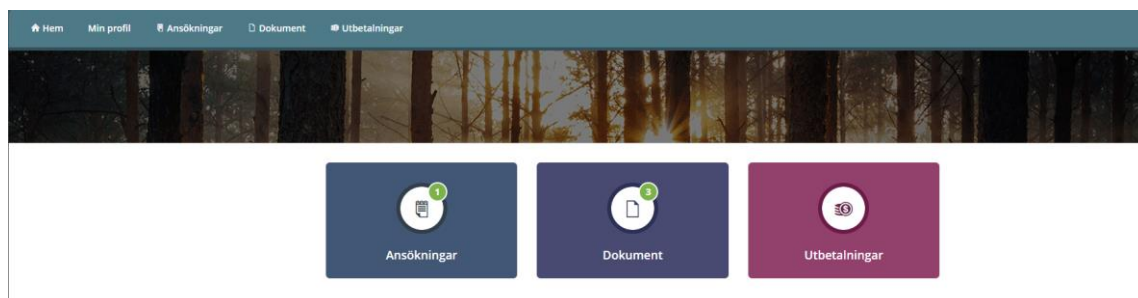 Hem Min profil Ansökningar Dokument Utbetalningar
1 3
Ansökningar Dokument Utbetalningar